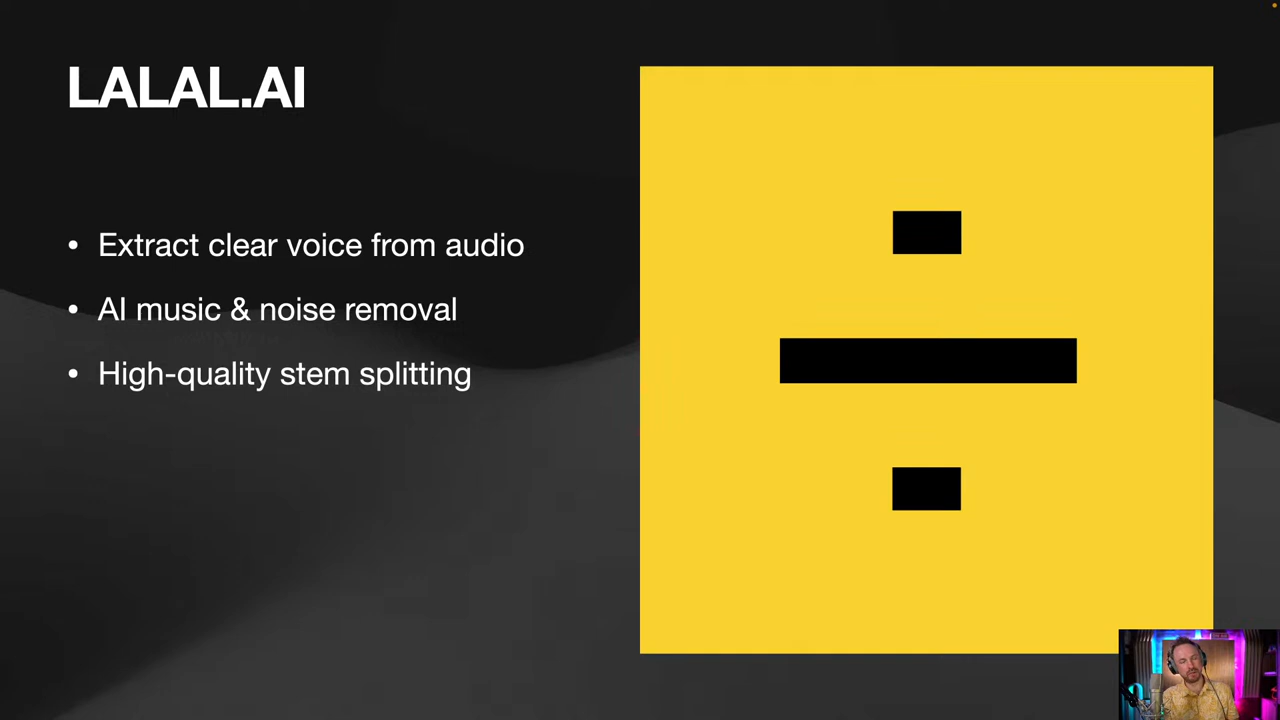 LALAL.AI
• Extract clear voice from audio
• AI music & noise removal
• High-quality stem splitting